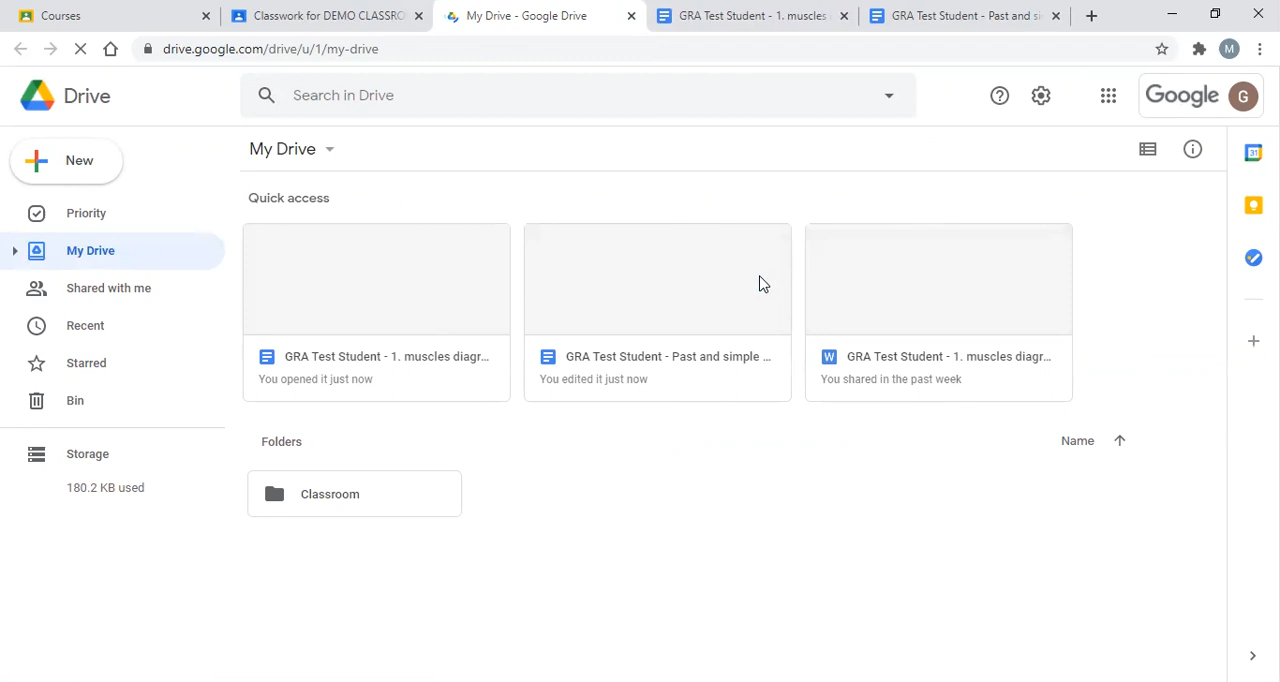 Courses
Classwork for DEMO CLASSRO
My Drive - Google Drive
GRA Test Student - 1. muscles
GRA Test Student - Past and si
drive.google.com/drive/u/1/my-drive
M
Drive
Search in Drive
Google
G
New
My Drive
31
Priority
Quick access
My Drive
Shared with me
Recent
GRA Test Student - 1. muscles diagr...
You opened it just now
GRA Test Student - Past and simple ...
You edited it just now
W GRA Test Student - 1. muscles diagr...
You shared in the past week
Starred
Bin
Folders
Name
Storage
180.2 KB used
Classroom